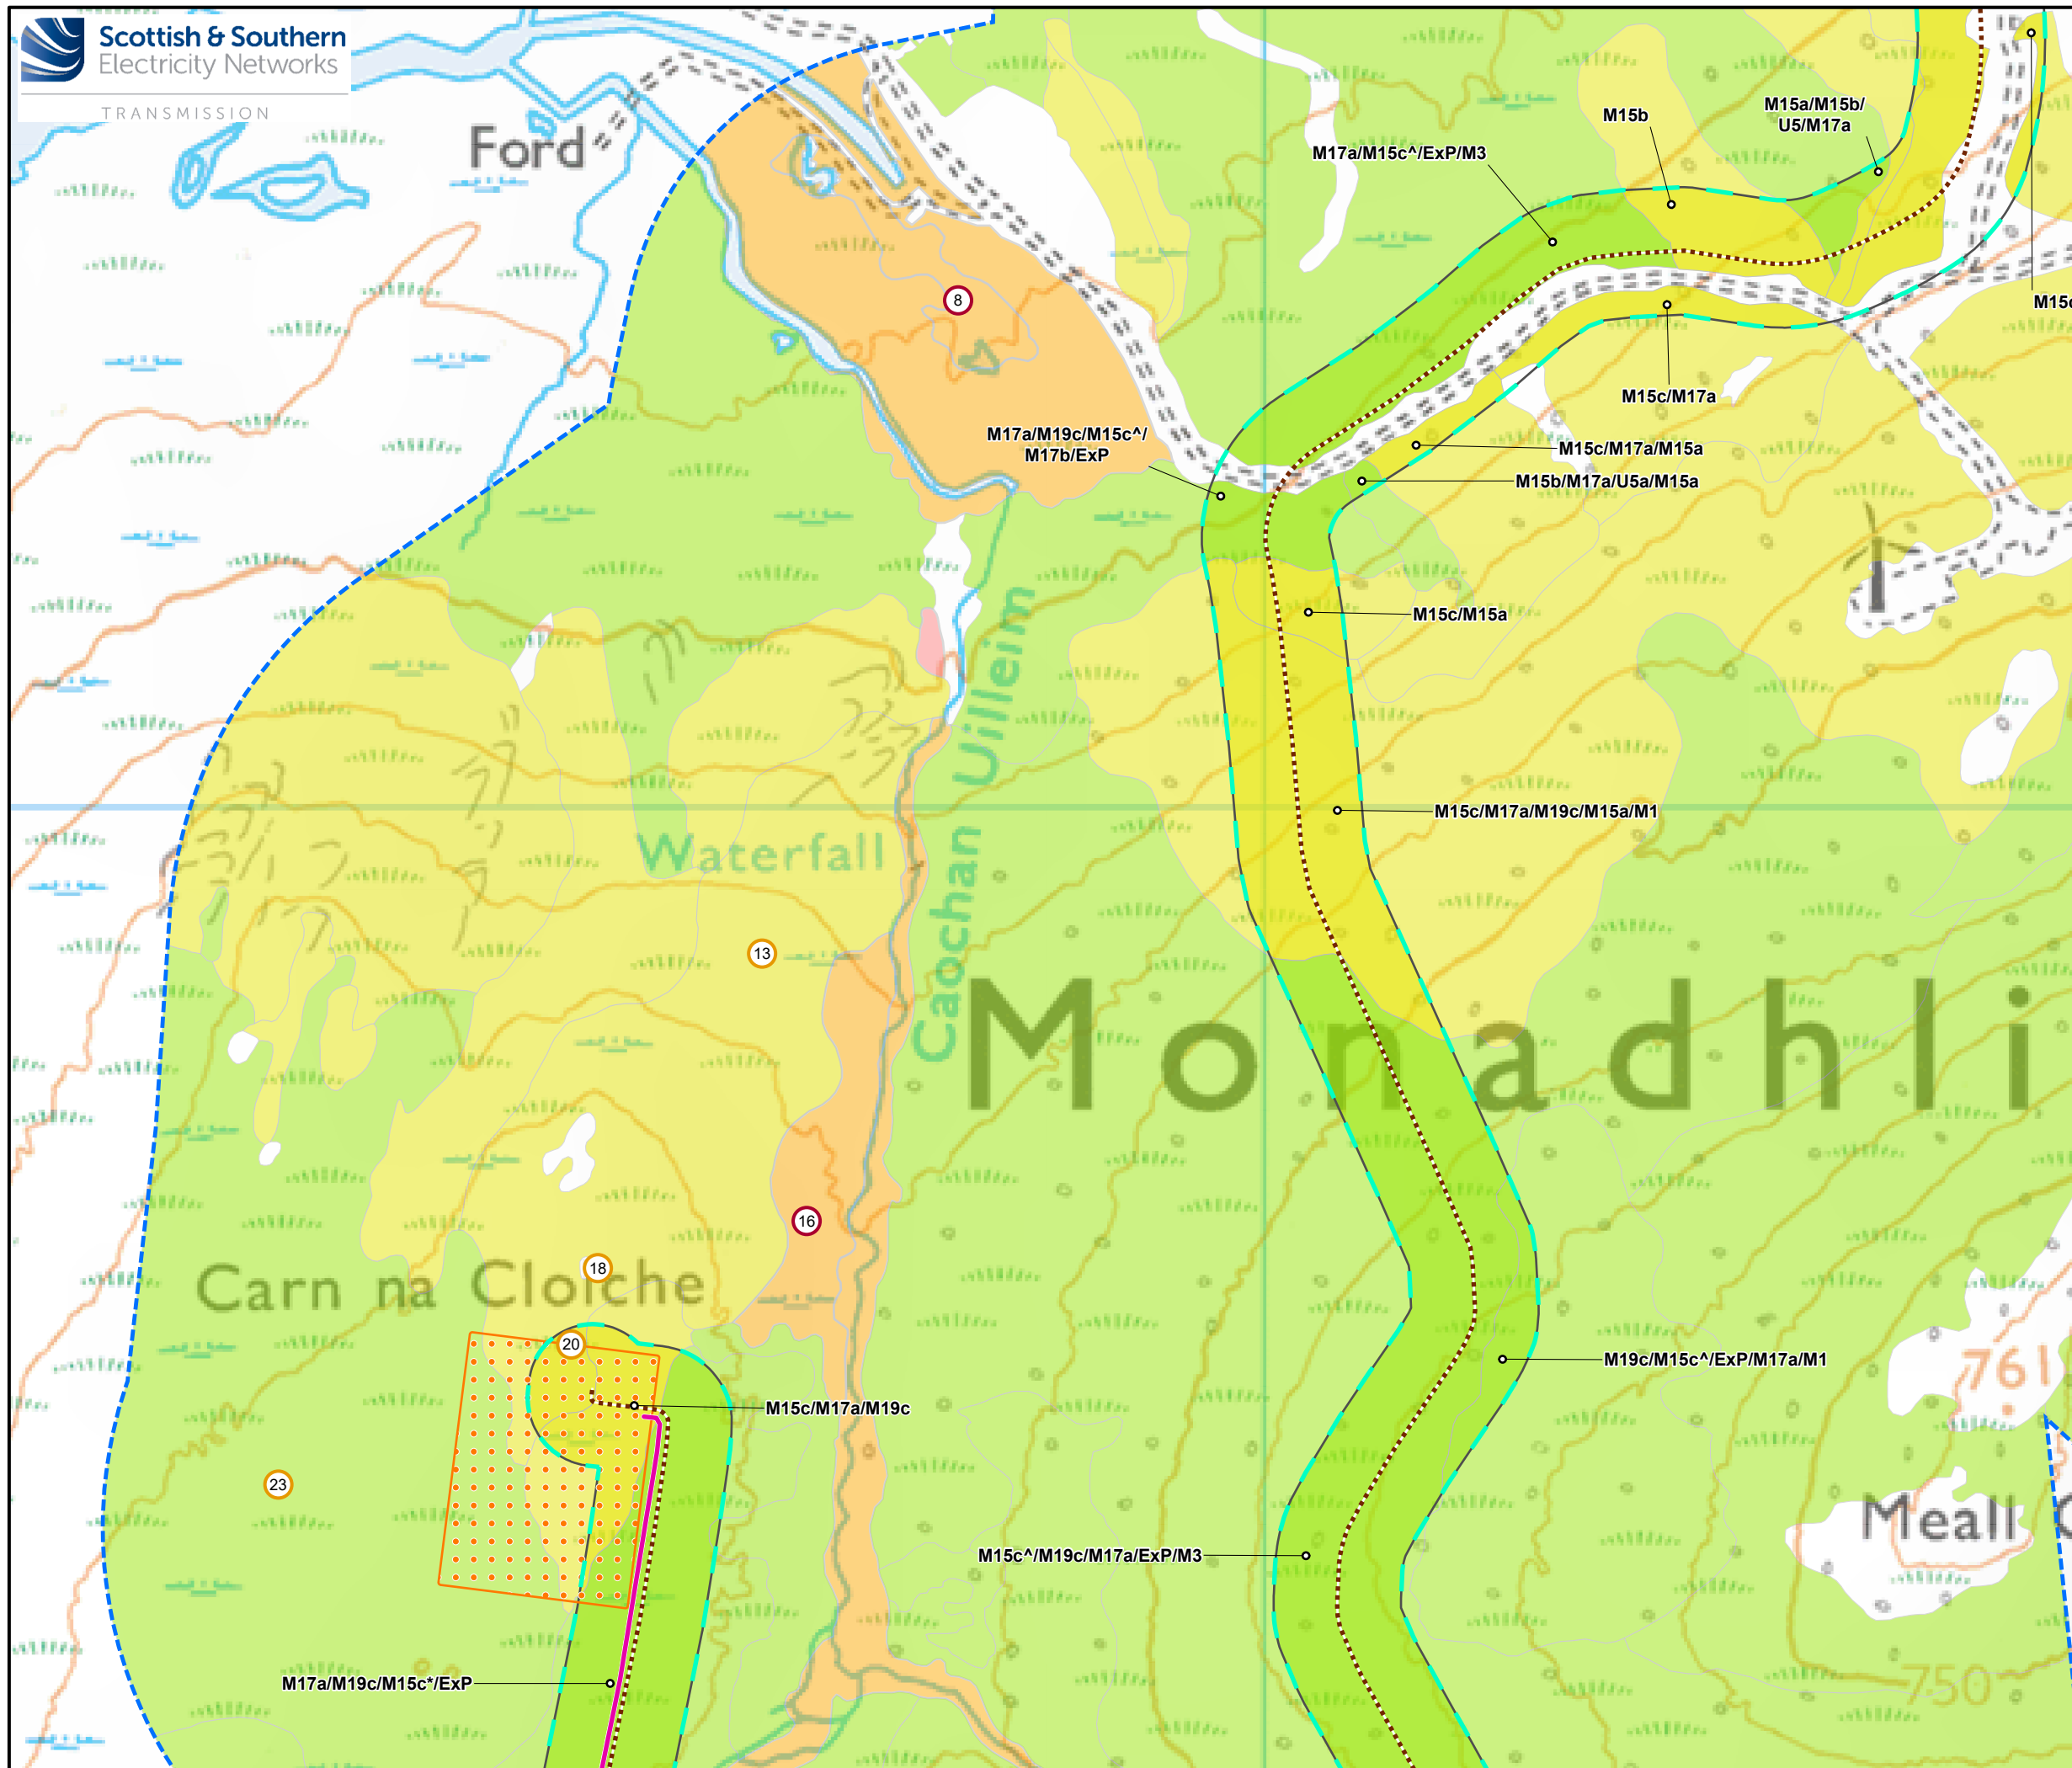 Scottish & Southern
Electricity Networks
TRANSMISSION
Ford
M15b
M15a/M15b/
U5/M17a
M17a/M15c^/ExP/M3
8
M15c/M17a
M17a/M19c/M15c^/
M17b/ExP
M15c/M17a/M15a
M15b/M17a/U5a/M15a
M15c/M15a
Caochan Uilleim
M15c/M17a/M19c/M15a/M1
Waterfall
13
Monadhli
16
18
Carn na Cloiche
20
M19c/M15c^/ExP/M17a/M1
761
M15c/M17a/M19c
23
Meall
M15c^/M19c/M17a/ExP/M3
M17a/M19c/M15c*/ExP
750